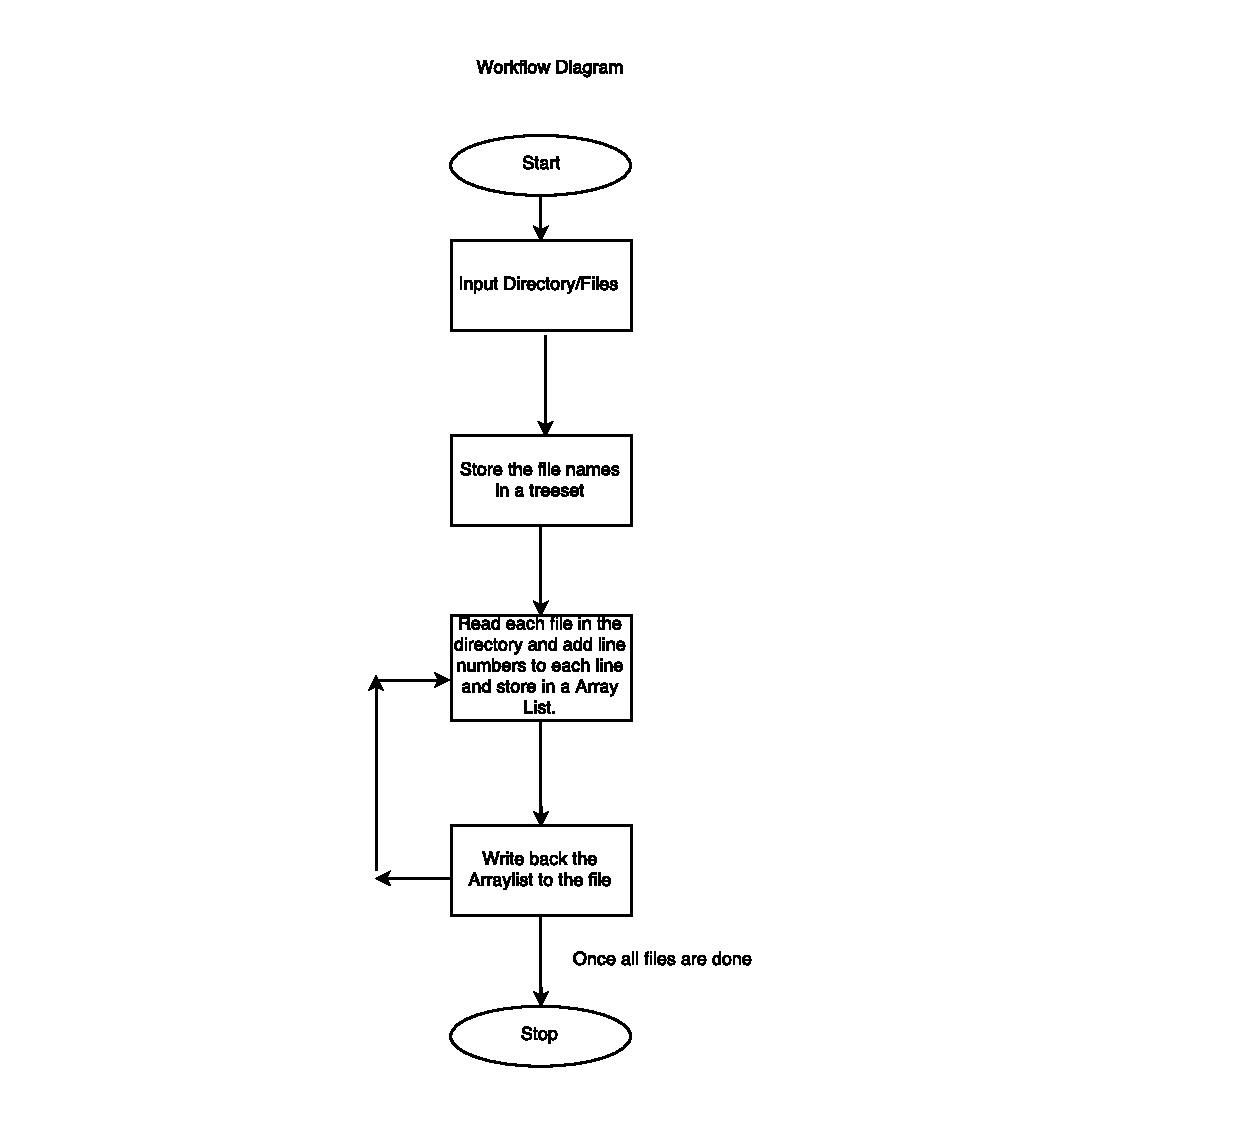 Workflow Diagram
Start
Input Directory/Files
Store the file names
in a treeset
Read each file in the
directory and add line
numbers to each line
and store in a Array
List.
Write back the
Arraylist to the file
Once all files are done
Stop